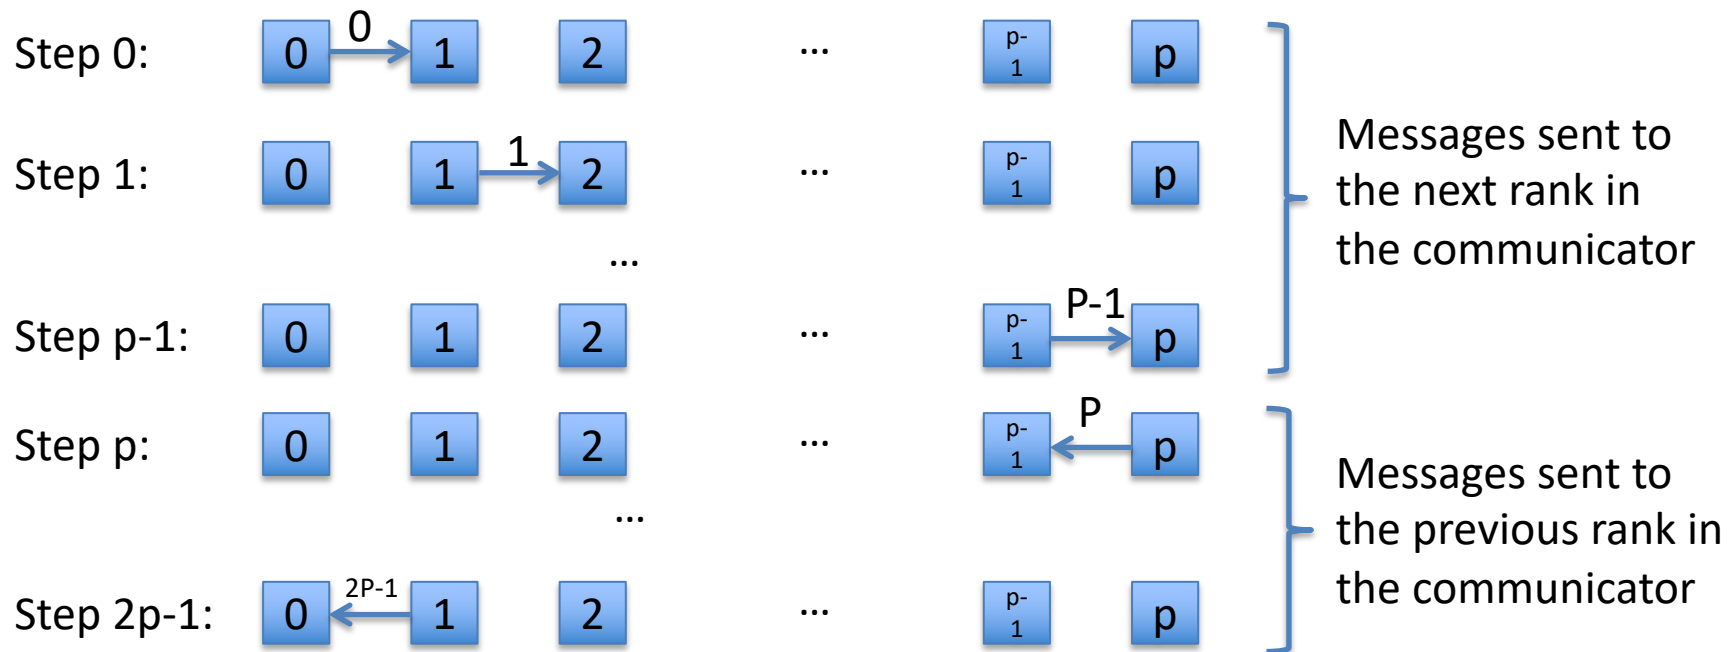 0
Step 0: 0 1 2 ... p-
1 p
1
Step 1: 0 1 2 ... p-
1 p
Messages sent to
the next rank in
the communicator
...
P-1
Step p-1: 0 1 2 ... p-
1 p
P
Step p: 0 1 2 ... p-
1 p
...
Messages sent to
the previous rank in
the communicator
2P-1
Step 2p-1: 0 1 2 ... p-
1 p